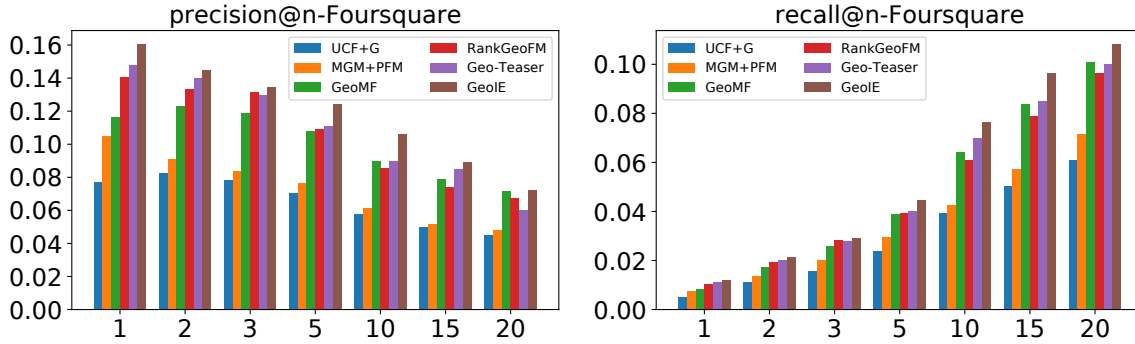 precision@n-Foursquare
0.16
0.14
0.12
0.10
0.08
0.06
0.04
0.02
0.00
UCF+G
MGM+PFM
GeoMF
RankGeoFM
Geo-Teaser
GeoIE
1 2 3 5 10 15 20
recall@n-Foursquare
0.10
0.08
0.06
0.04
0.02
0.00
UCF+G
MGM+PFM
GeoMF
RankGeoFM
Geo-Teaser
GeoIE
1 2 3 5 10 15 20